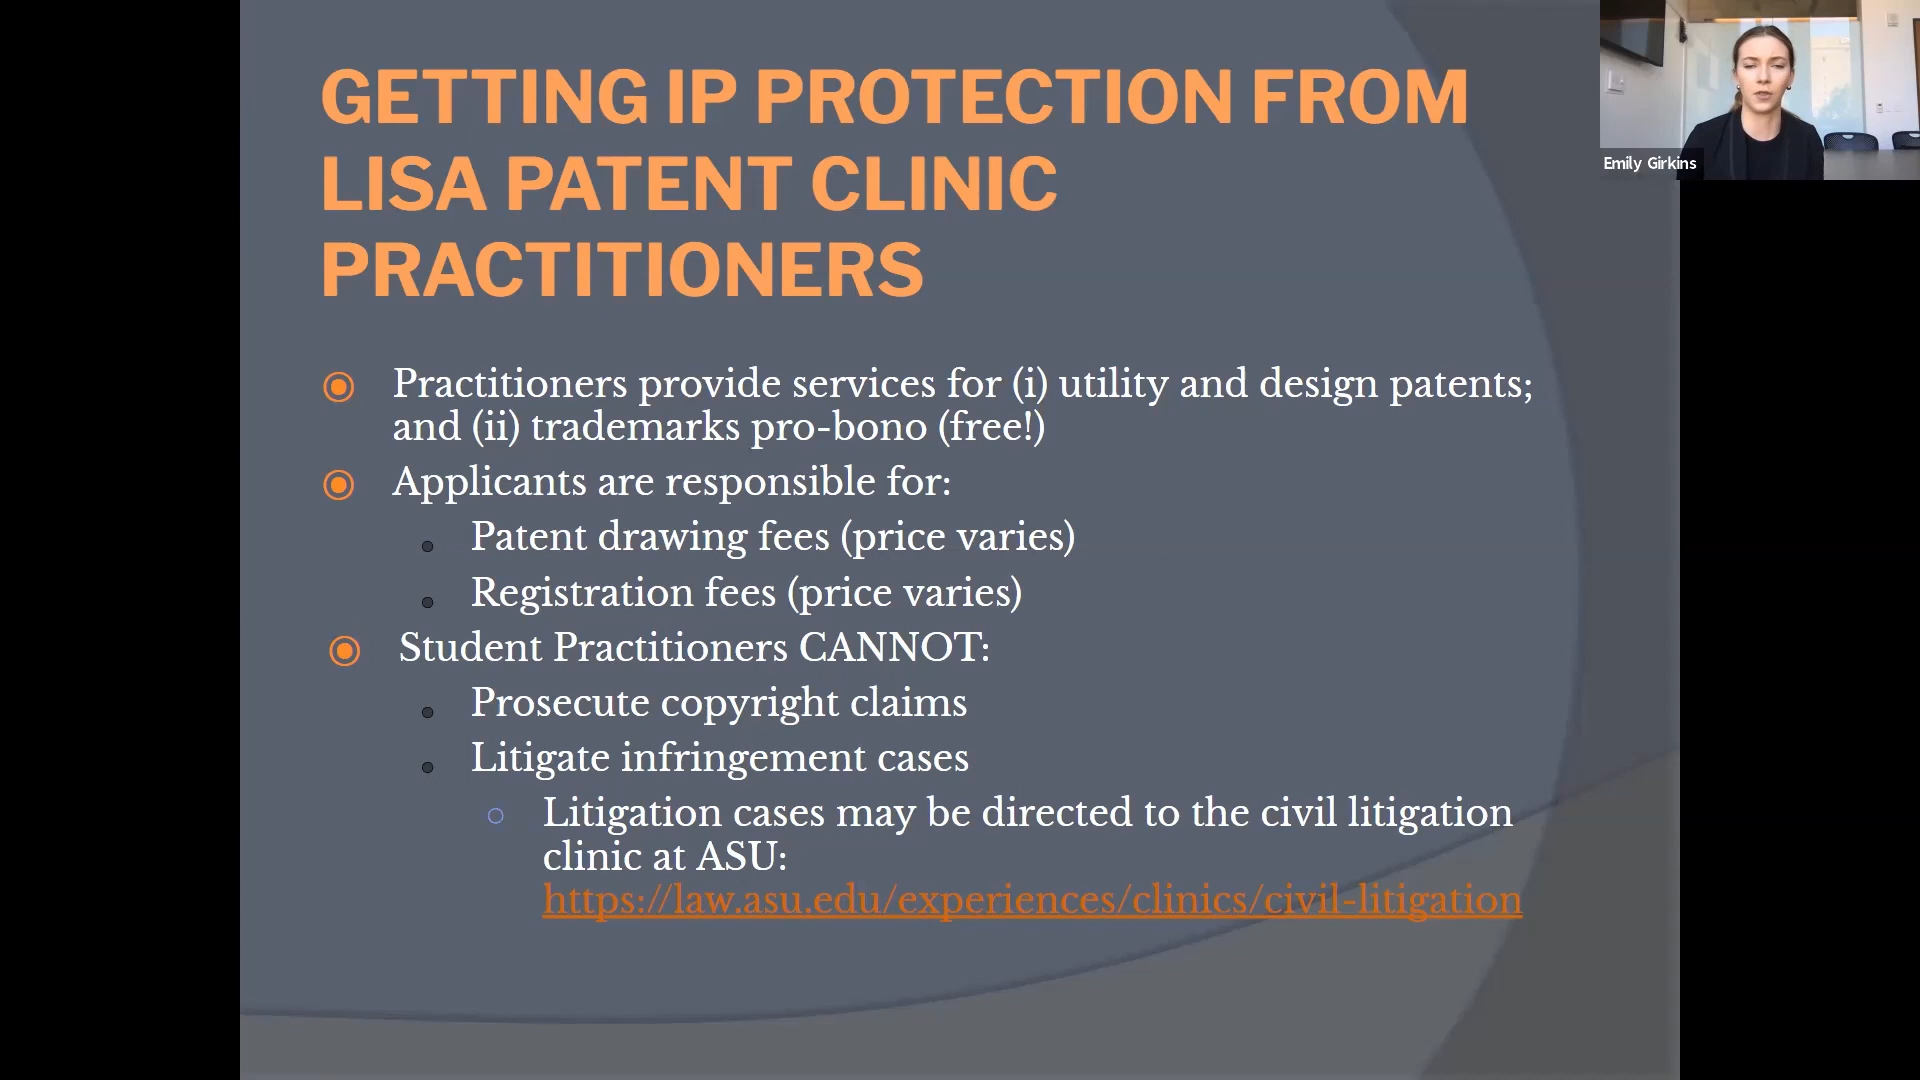 GETTING IP PROTECTION FROM
LISA PATENT CLINIC
PRACTITIONERS
Emily Girkins
Practitioners provide services for (i) utility and design patents;
and (ii) trademarks pro-bono (free!)
Applicants are responsible for:
Patent drawing fees (price varies)
Registration fees (price varies)
Student Practitioners CANNOT:
Prosecute copyright claims
Litigate infringement cases
Litigation cases may be directed to the civil litigation
clinic at ASU:
https://law.asu.edu/experiences/clinics/civil-litigation